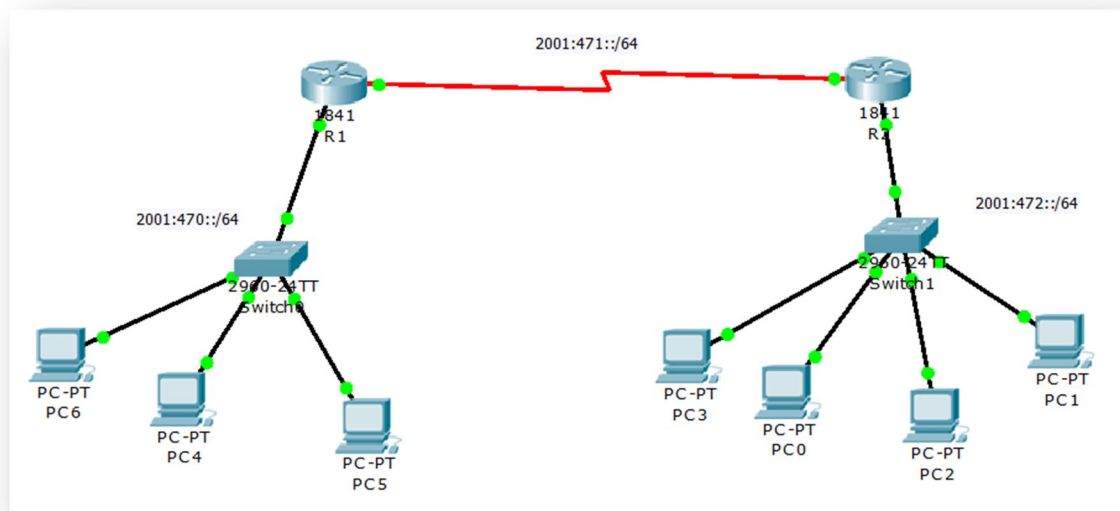 2001:471::/64
1841
R1
1841
R2
2001:470::/64
2001:472::/64
2960-24TT
Switch0
2960-24TT
Switch1
PC-PT
PC6
PC-PT
PC4
PC-PT
PC5
PC-PT
PC3
PC-PT
PC0
PC-PT
PC2
PC-PT
PC1